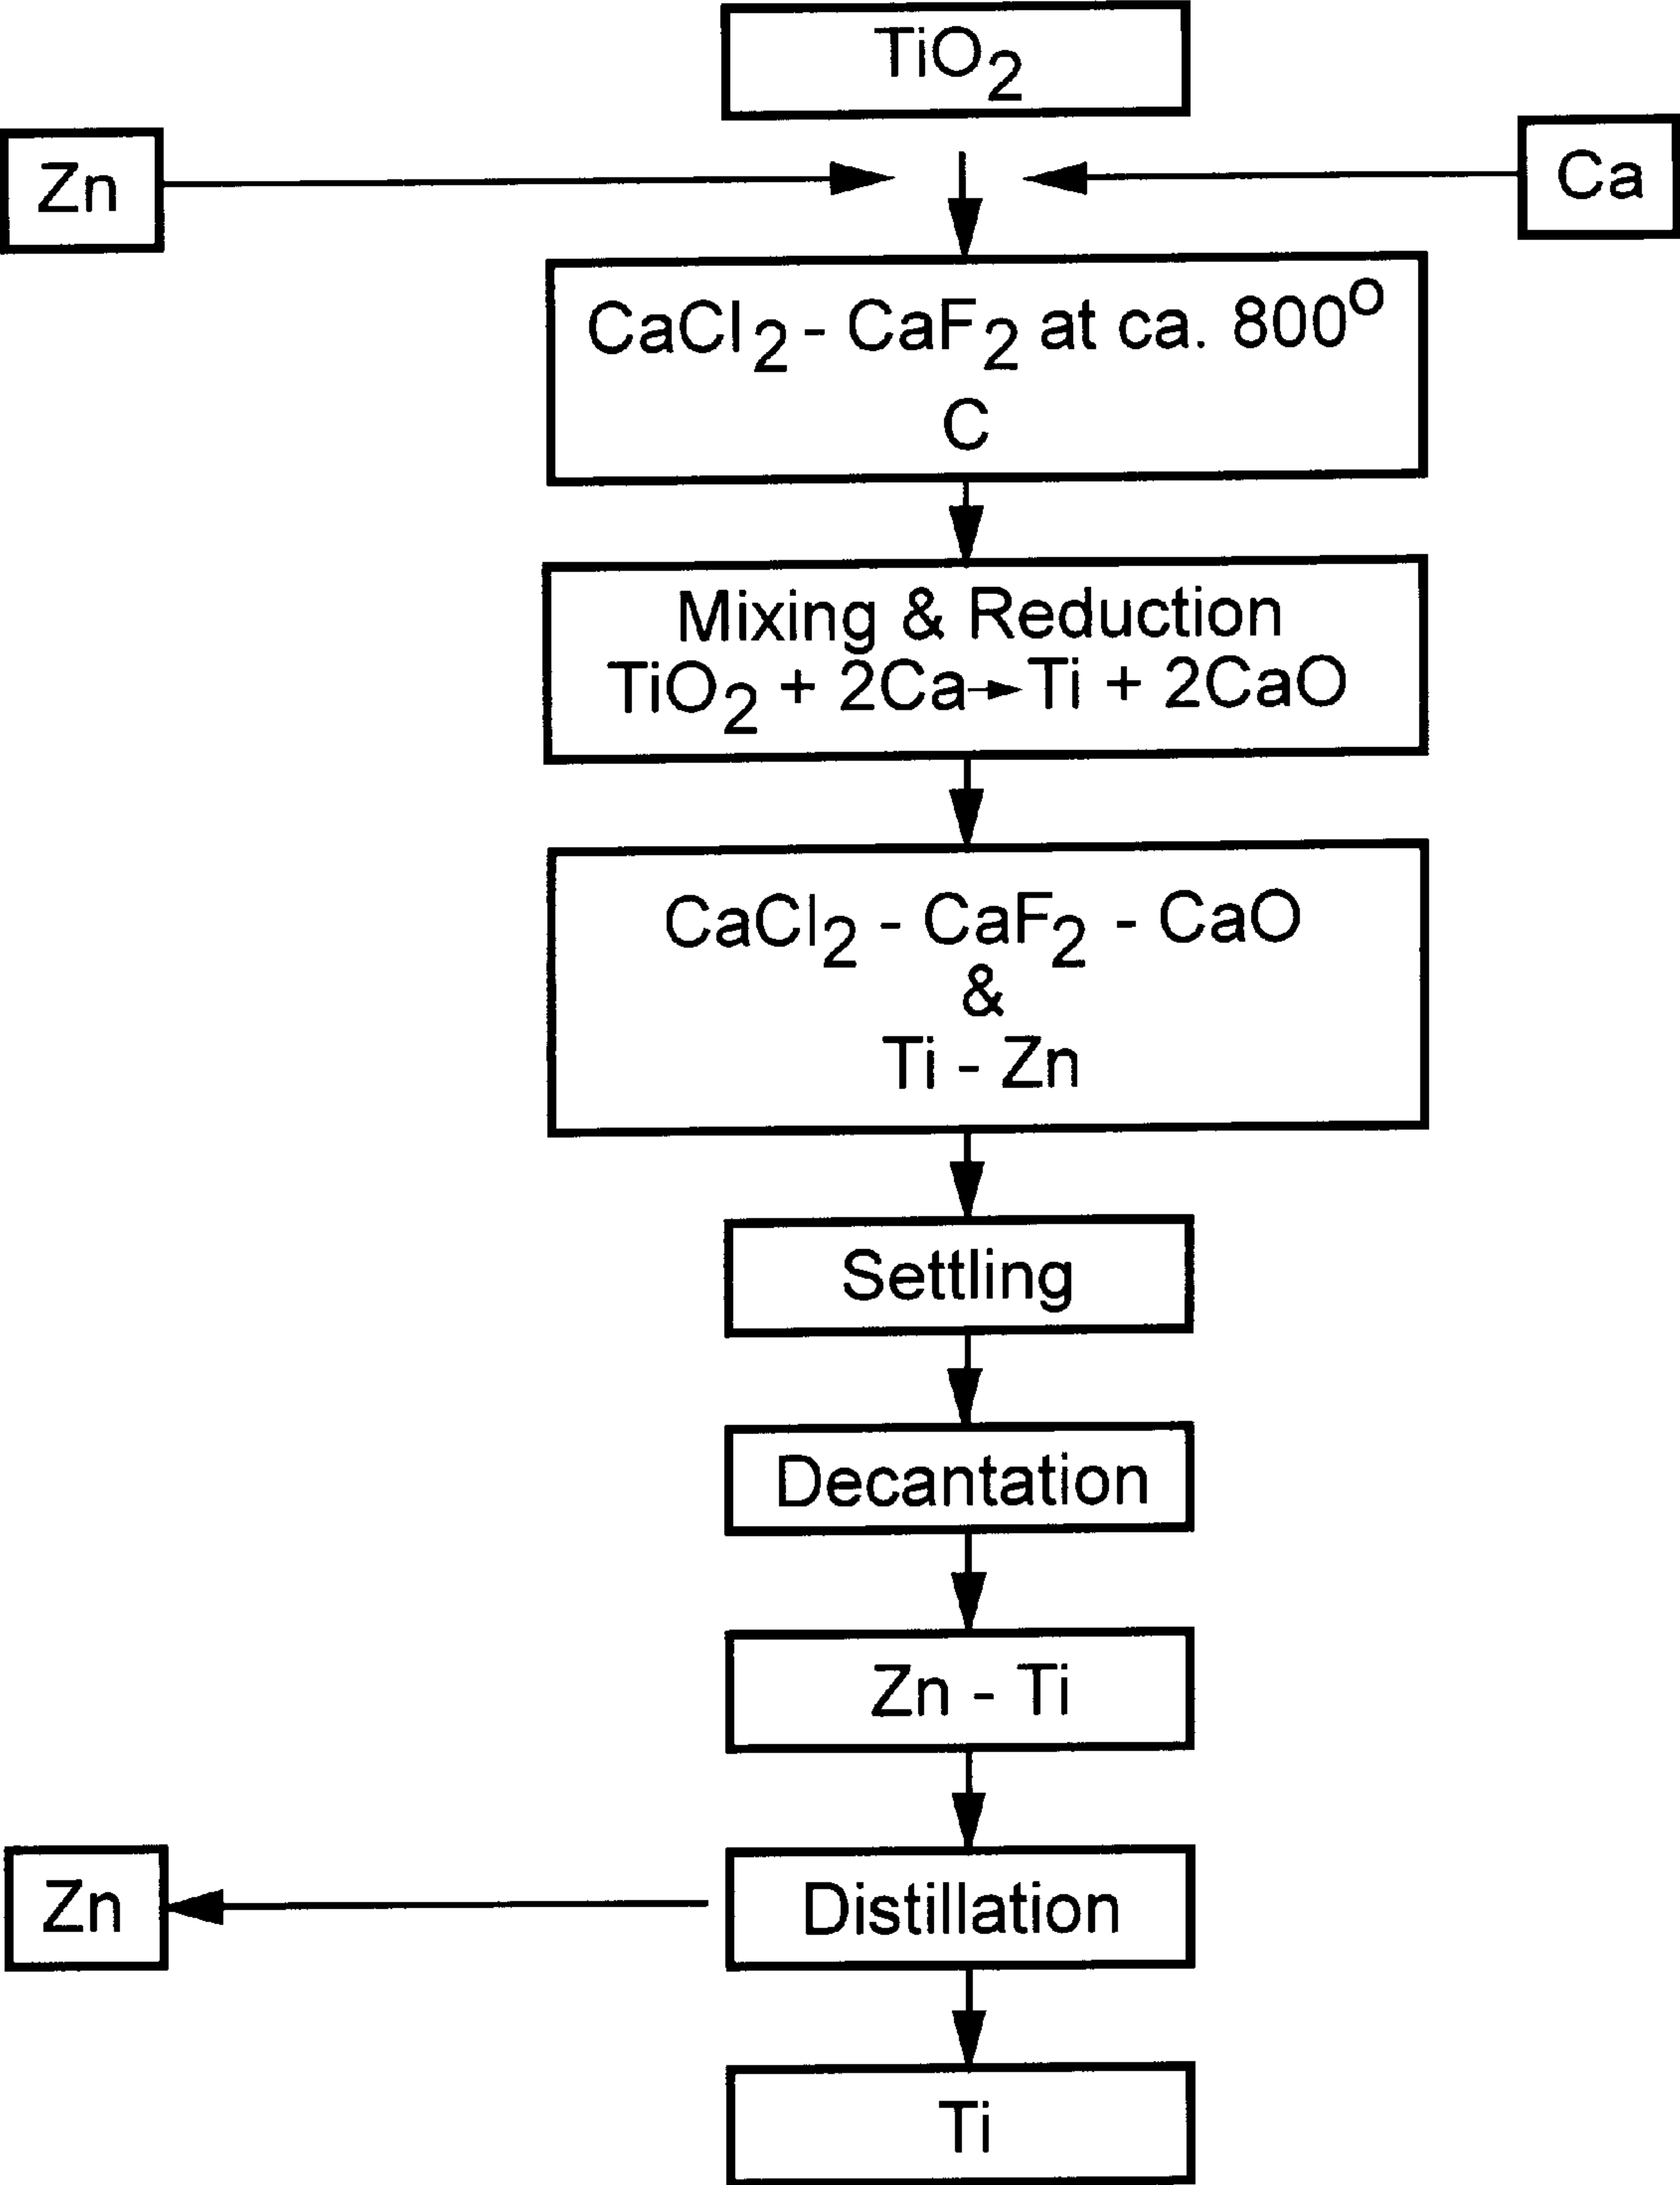 TiO2
Zn
Ca
CaCl2 - CaF2 at ca. 800°
C
Mixing & Reduction
TiO2 + 2Ca→Ti + 2CaO
CaCl2 - CaF2 - CaO
&
Ti - Zn
Settling
Decantation
Zn - Ti
Zn
Distillation
Ti